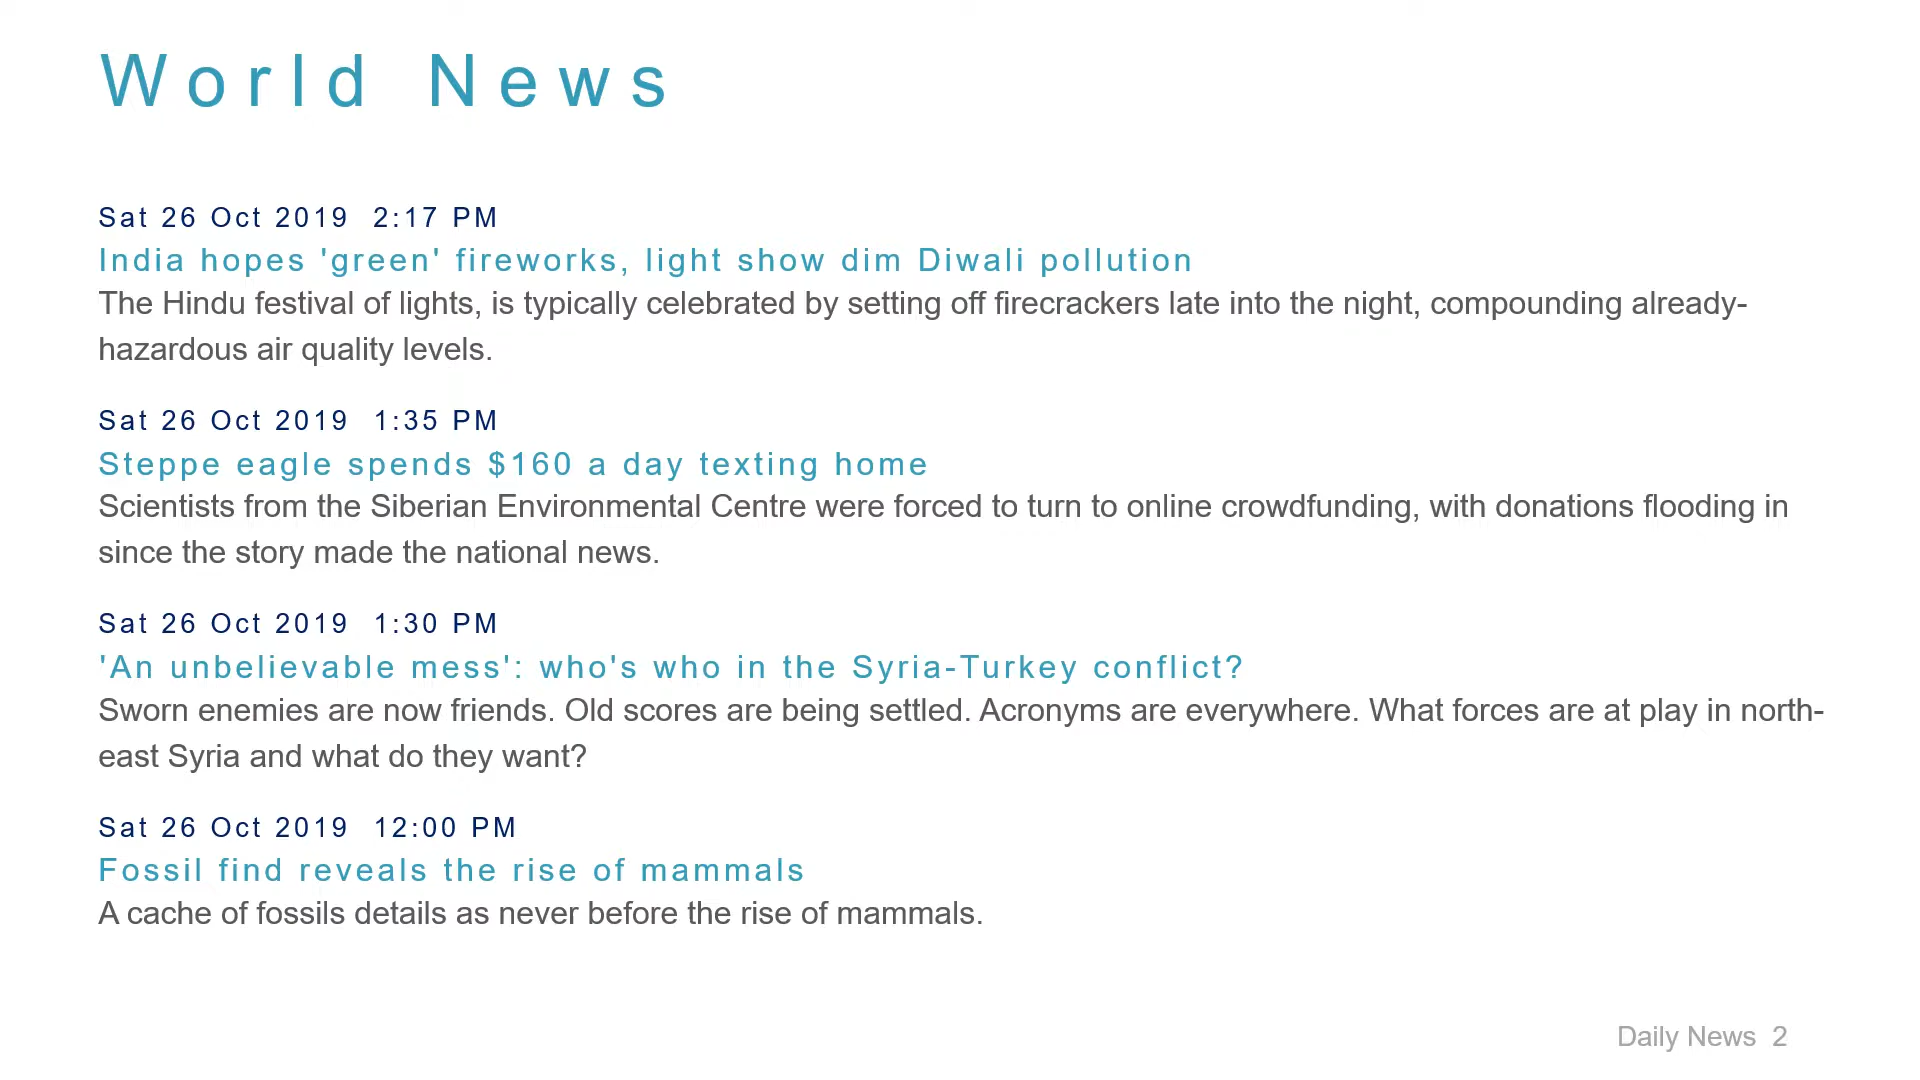 World News
Sat 26 Oct 2019  2:17 PM
India hopes 'green' fireworks, light show dim Diwali pollution
The Hindu festival of lights, is typically celebrated by setting off firecrackers late into the night, compounding already-
hazardous air quality levels.
Sat 26 Oct 2019  1:35 PM
Steppe eagle spends $160 a day texting home
Scientists from the Siberian Environmental Centre were forced to turn to online crowdfunding, with donations flooding in
since the story made the national news.
Sat 26 Oct 2019  1:30 PM
'An unbelievable mess': who's who in the Syria-Turkey conflict?
Sworn enemies are now friends. Old scores are being settled. Acronyms are everywhere. What forces are at play in north-
east Syria and what do they want?
Sat 26 Oct 2019  12:00 PM
Fossil find reveals the rise of mammals
A cache of fossils details as never before the rise of mammals.
Daily News  2